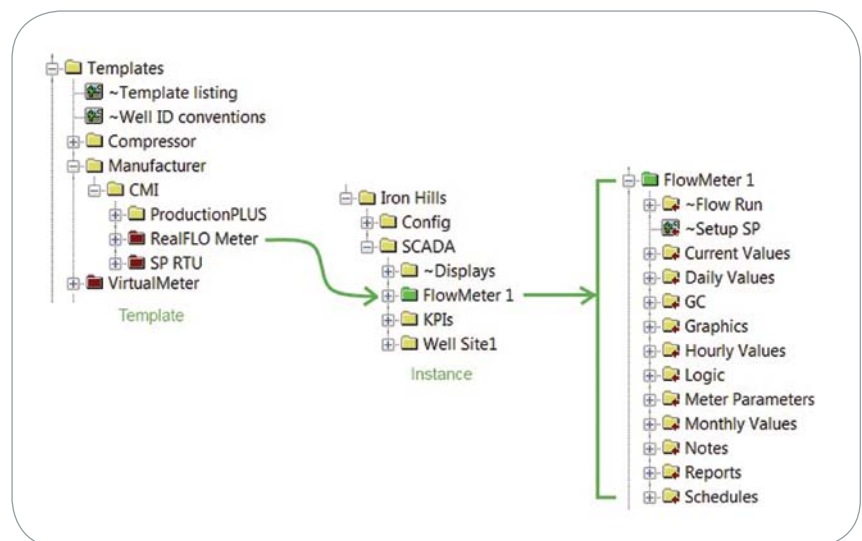 Templates
~Template listing
~Well ID conventions
Compressor
Manufacturer
CMI
ProductionPLUS
RealFLO Meter
SP RTU
VirtualMeter
Template
Iron Hills
Config
SCADA
~Displays
FlowMeter 1
KPIs
Well Site1
Instance
FlowMeter 1
~Flow Run
~Setup SP
Current Values
Daily Values
GC
Graphics
Hourly Values
Logic
Meter Parameters
Monthly Values
Notes
Reports
Schedules